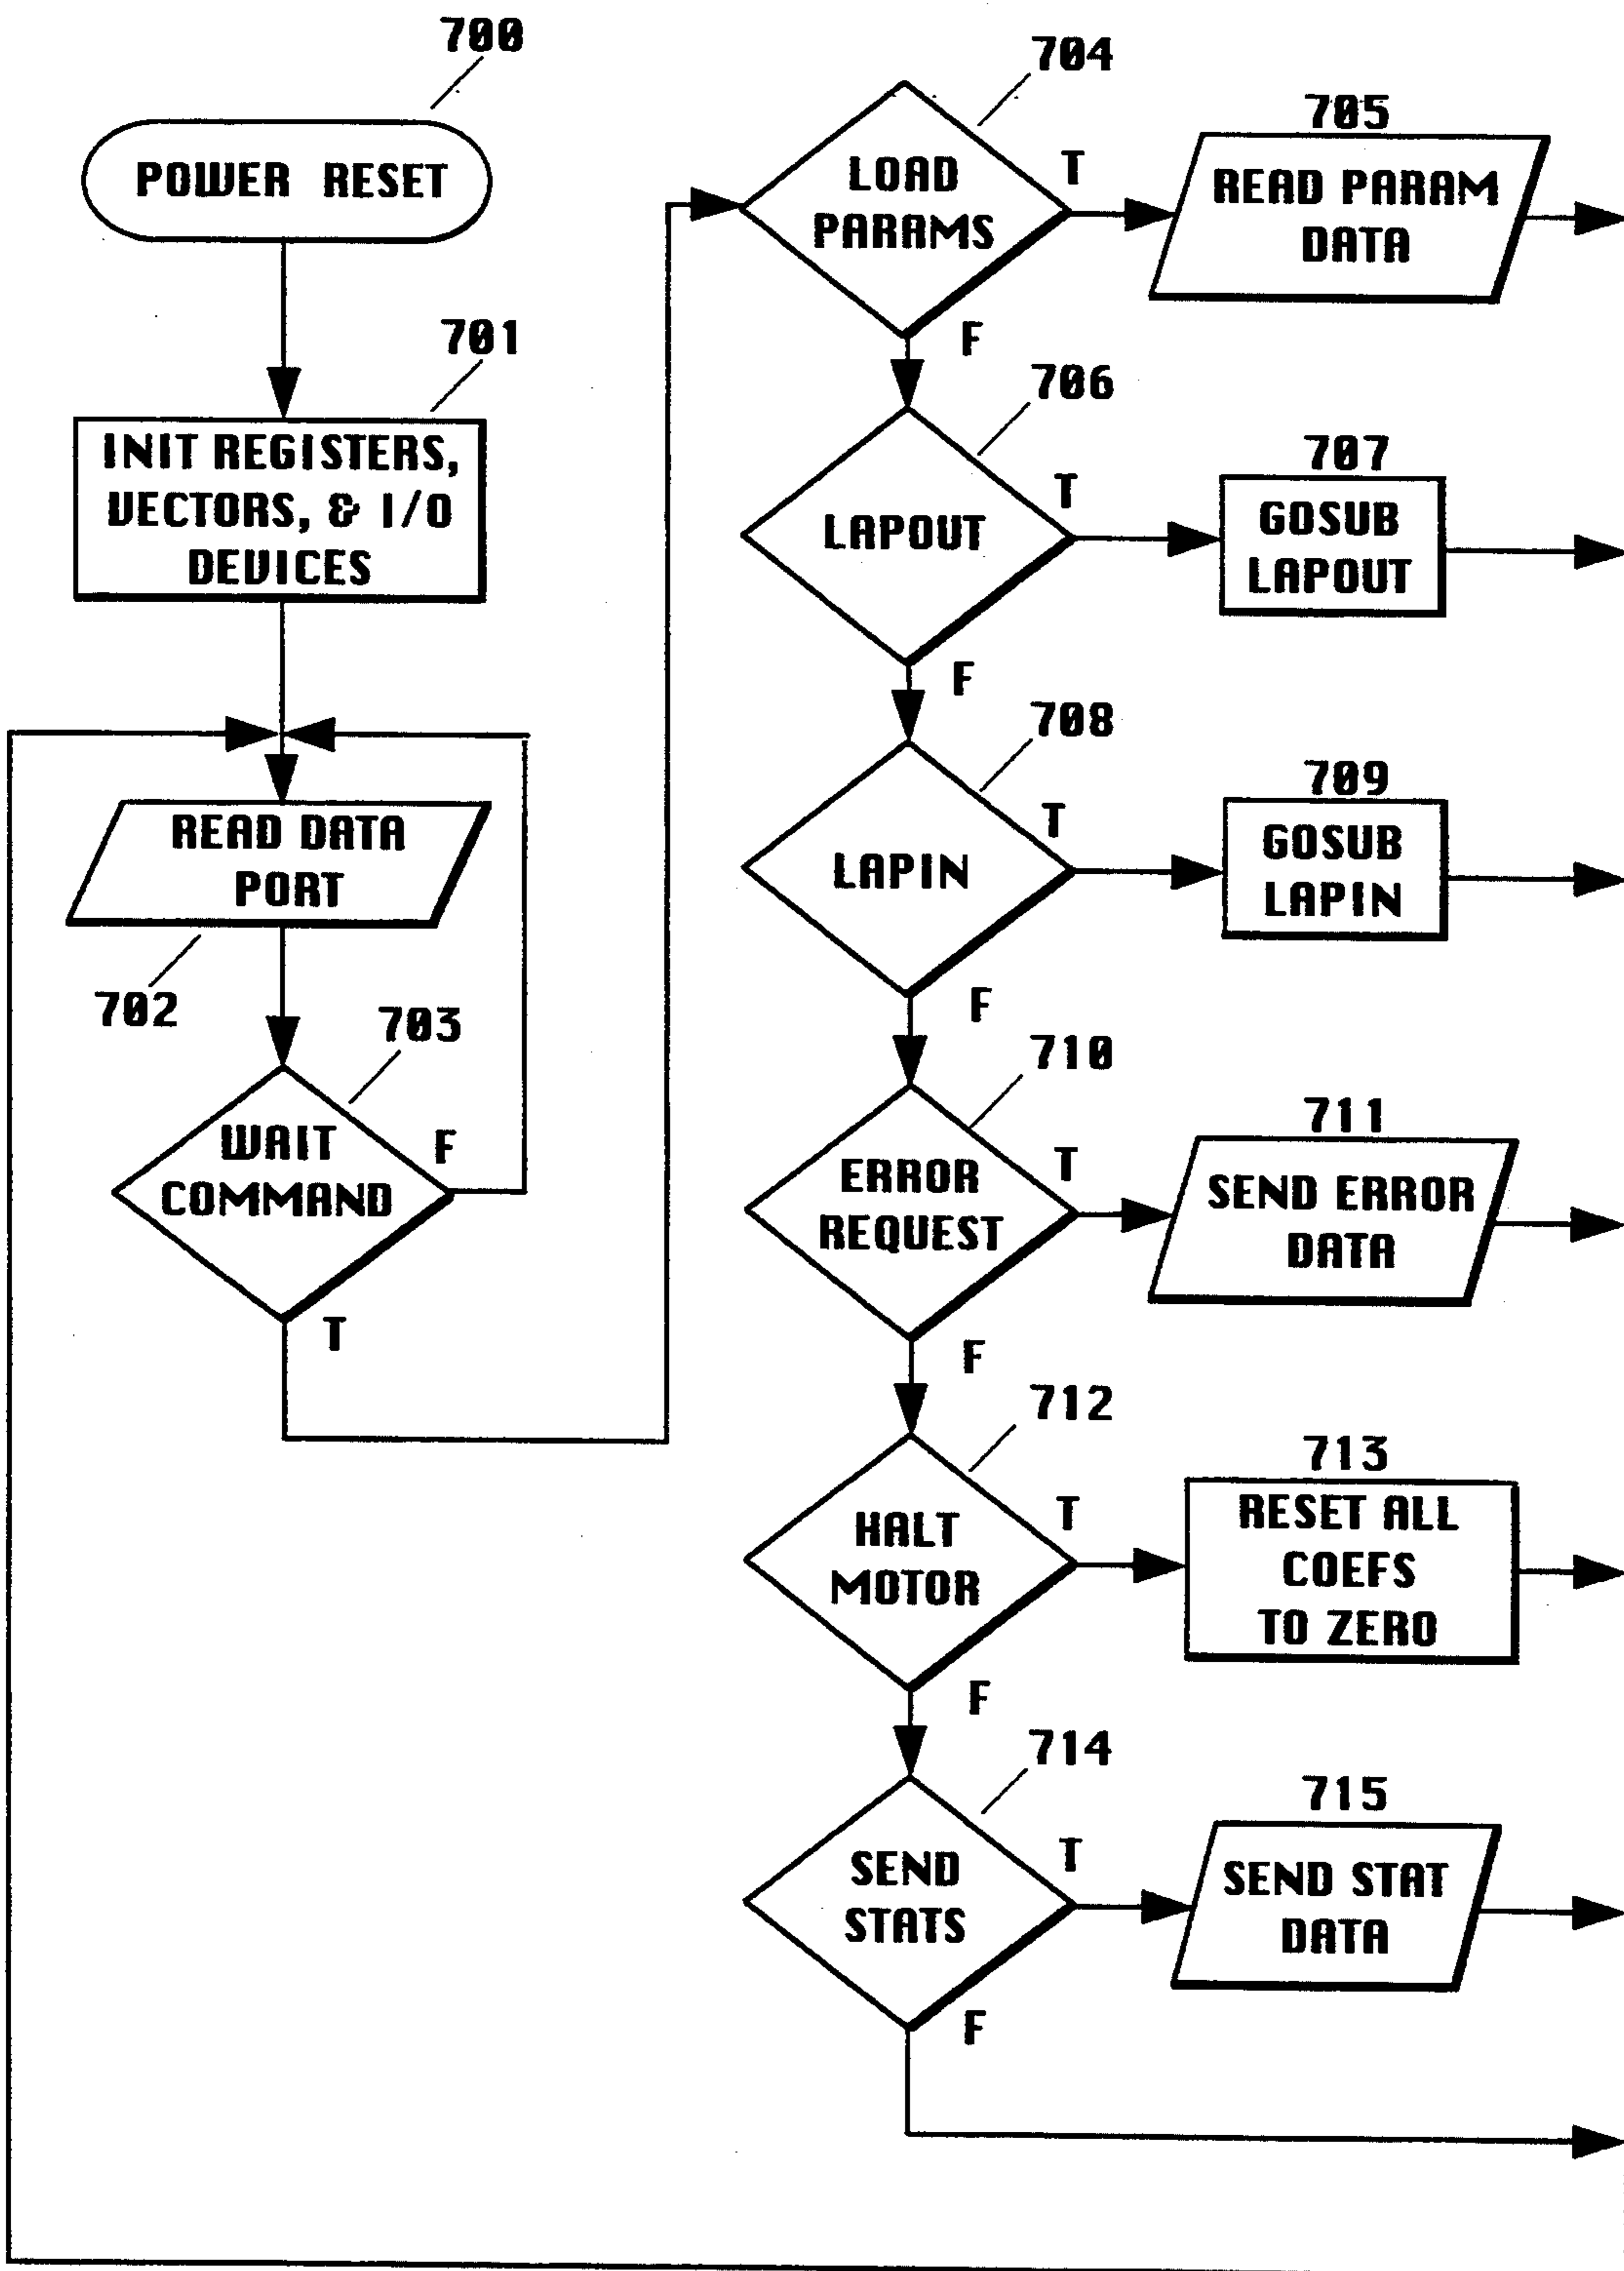 700
POWER RESET
701
INIT REGISTERS,
VECTORS, & I/O
DEVICES
READ DATA
PORT
702
703
WAIT
COMMAND
F
T
704
LOAD
PARAMS
T
F
705
READ PARAM
DATA
706
LAPOUT
T
F
707
GOSUB
LAPOUT
708
LAPIN
T
F
709
GOSUB
LAPIN
710
ERROR
REQUEST
T
F
711
SEND ERROR
DATA
712
HALT
MOTOR
T
F
713
RESET ALL
COEFS
TO ZERO
714
SEND
STATS
T
F
715
SEND STAT
DATA